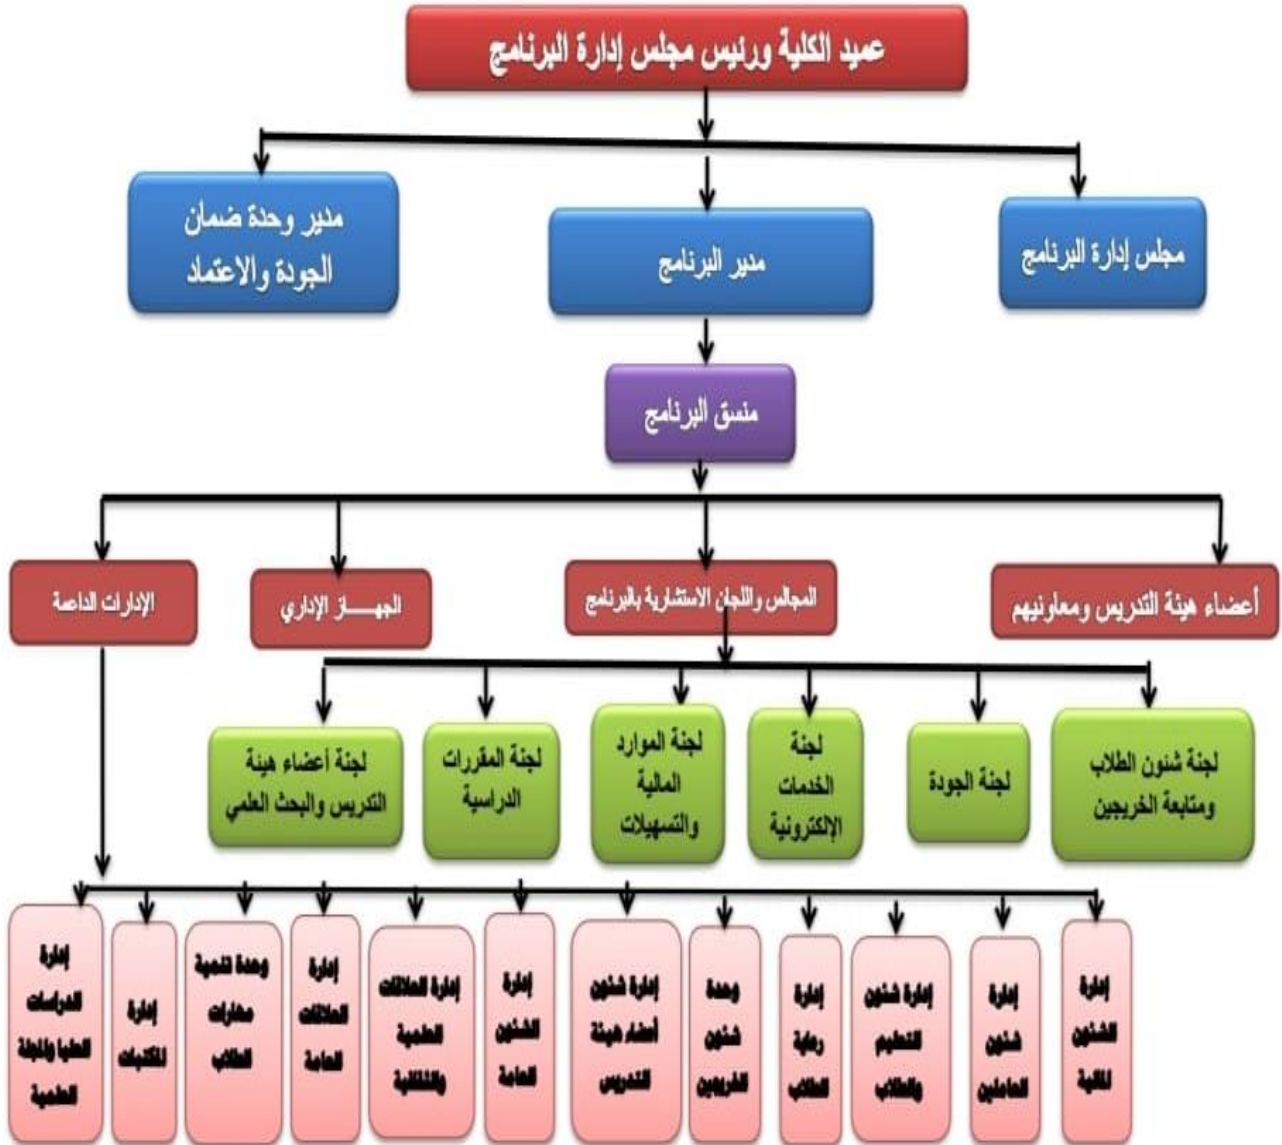 عميد الكلية ورئيس مجلس إدارة البرنامج
مجلس إدارة البرنامج
مدير البرنامج
مدير وحدة ضمان
الجودة والاعتماد
منسق البرنامج
أعضاء هيئة التدريس ومعاونيهم
المجالس واللجان الاستشارية بالبرنامج
الجهـــاز الإداري
الإدارات الداعمة
لجنة شئون الطلاب
ومتابعة الخريجين
لجنة الجودة
لجنة
الخدمات
الإلكترونية
لجنة الموارد
المالية
والتسهيلات
لجنة المقررات
الدراسية
لجنة أعضاء هيئة
التدريس والبحث العلمي
إدارة
الشئون
المالية
إدارة
شئون
العاملين
إدارة شئون
التعليم
والطلاب
إدارة
رعاية
الطلاب
وحدة
شئون
الخريجين
إدارة شئون
أعضاء هيئة
التدريس
إدارة
الشئون
العامة
إدارة العلاقات
العلمية
والثقافية
إدارة
العلاقات
العامة
وحدة تنمية
مهارات
الطلاب
إدارة
المكتبات
إدارة
الدراسات
العليا والمجلة
العلمية